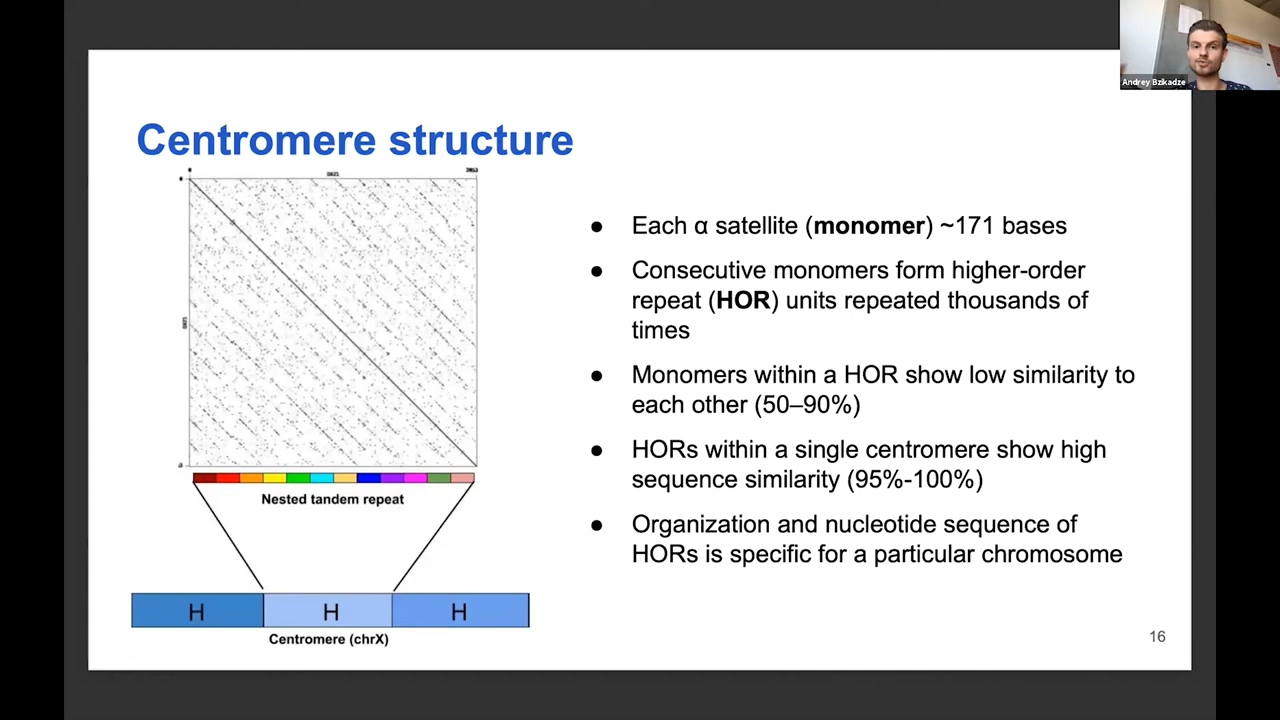 Andrey Bzikadze
Centromere structure
Each α satellite (monomer) ~171 bases
Consecutive monomers form higher-order
repeat (HOR) units repeated thousands of
times
Monomers within a HOR show low similarity to
each other (50–90%)
HORs within a single centromere show high
sequence similarity (95%-100%)
Organization and nucleotide sequence of
HORs is specific for a particular chromosome
Nested tandem repeat
H H H
Centromere (chrX)
16